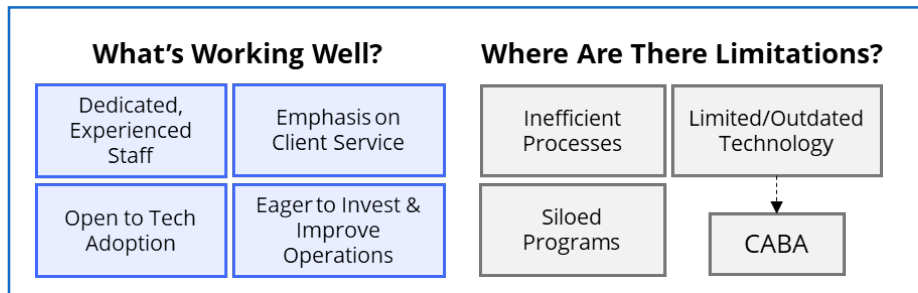 What's Working Well?
Dedicated,
Experienced
Staff
Emphasis on
Client Service
Open to Tech
Adoption
Eager to Invest &
Improve
Operations
Where Are There Limitations?
Inefficient
Processes
Limited/Outdated
Technology
Siloed
Programs
CABA